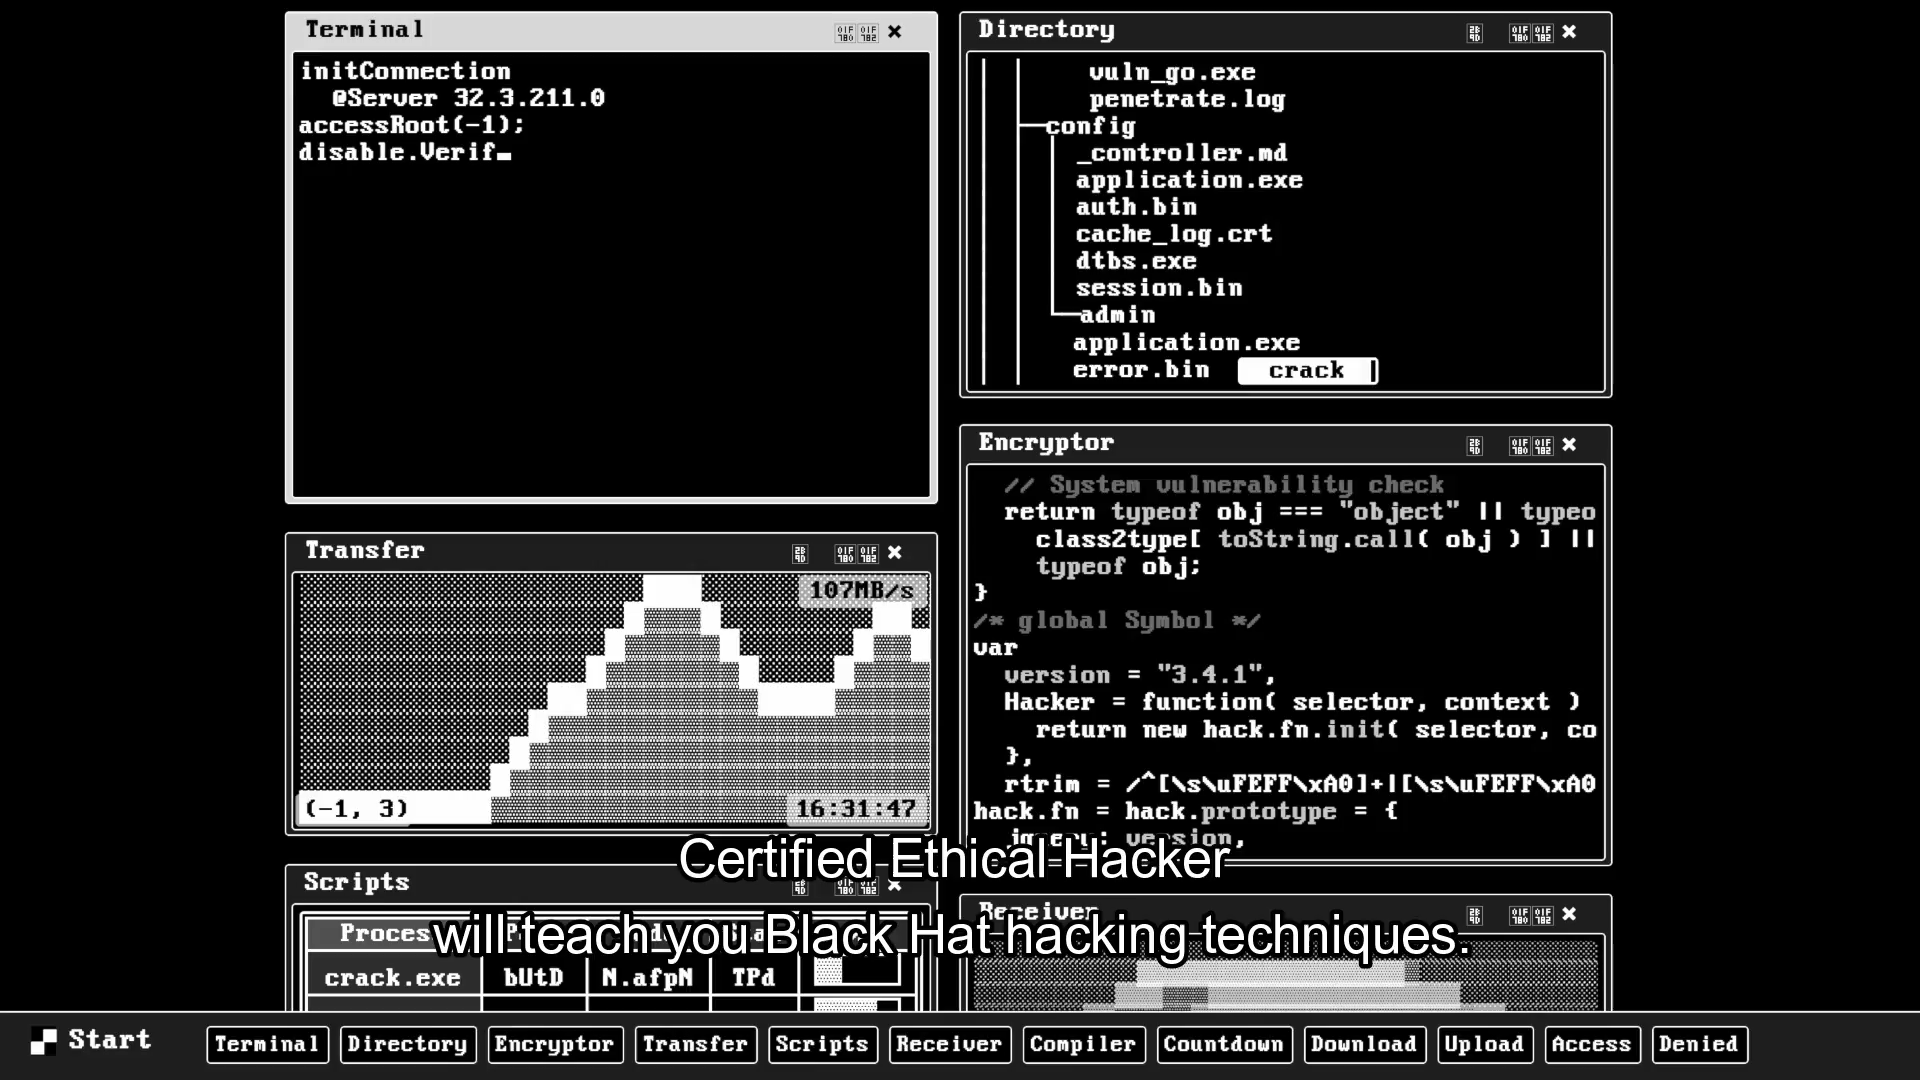 Terminal
initConnection
@Server 32.3.211.0
accessRoot(-1);
disable.Verif
Directory
vuln_go.exe
penetrate.log
config
_controller.md
application.exe
auth.bin
cache_log.crt
dtbs.exe
session.bin
admin
application.exe
error.bin crack
Encryptor
// System vulnerability check
return typeof obj === "object" || typeo
class2type[ toString.call( obj ) ] ||
typeof obj;
}
/* global Symbol */
var
version = "3.4.1",
Hacker = function( selector, context )
return new hack.fn.init( selector, co
},
rtrim = /^[\s\uFEFF\xA0]+|[\s\uFEFF\xA0
hack.fn = hack.prototype = {
jquery: version,
Transfer
107MB/s
(-1, 3)
16:31:47
Scripts
Proces
crack.exe bUtD N.afpN TPd
Receiver
Certified Ethical Hacker
will teach you Black Hat hacking techniques.
Start Terminal Directory Encryptor Transfer Scripts Receiver Compiler Countdown Download Upload Access Denied